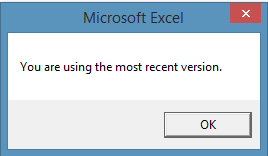 Microsoft Excel
You are using the most recent version.
OK